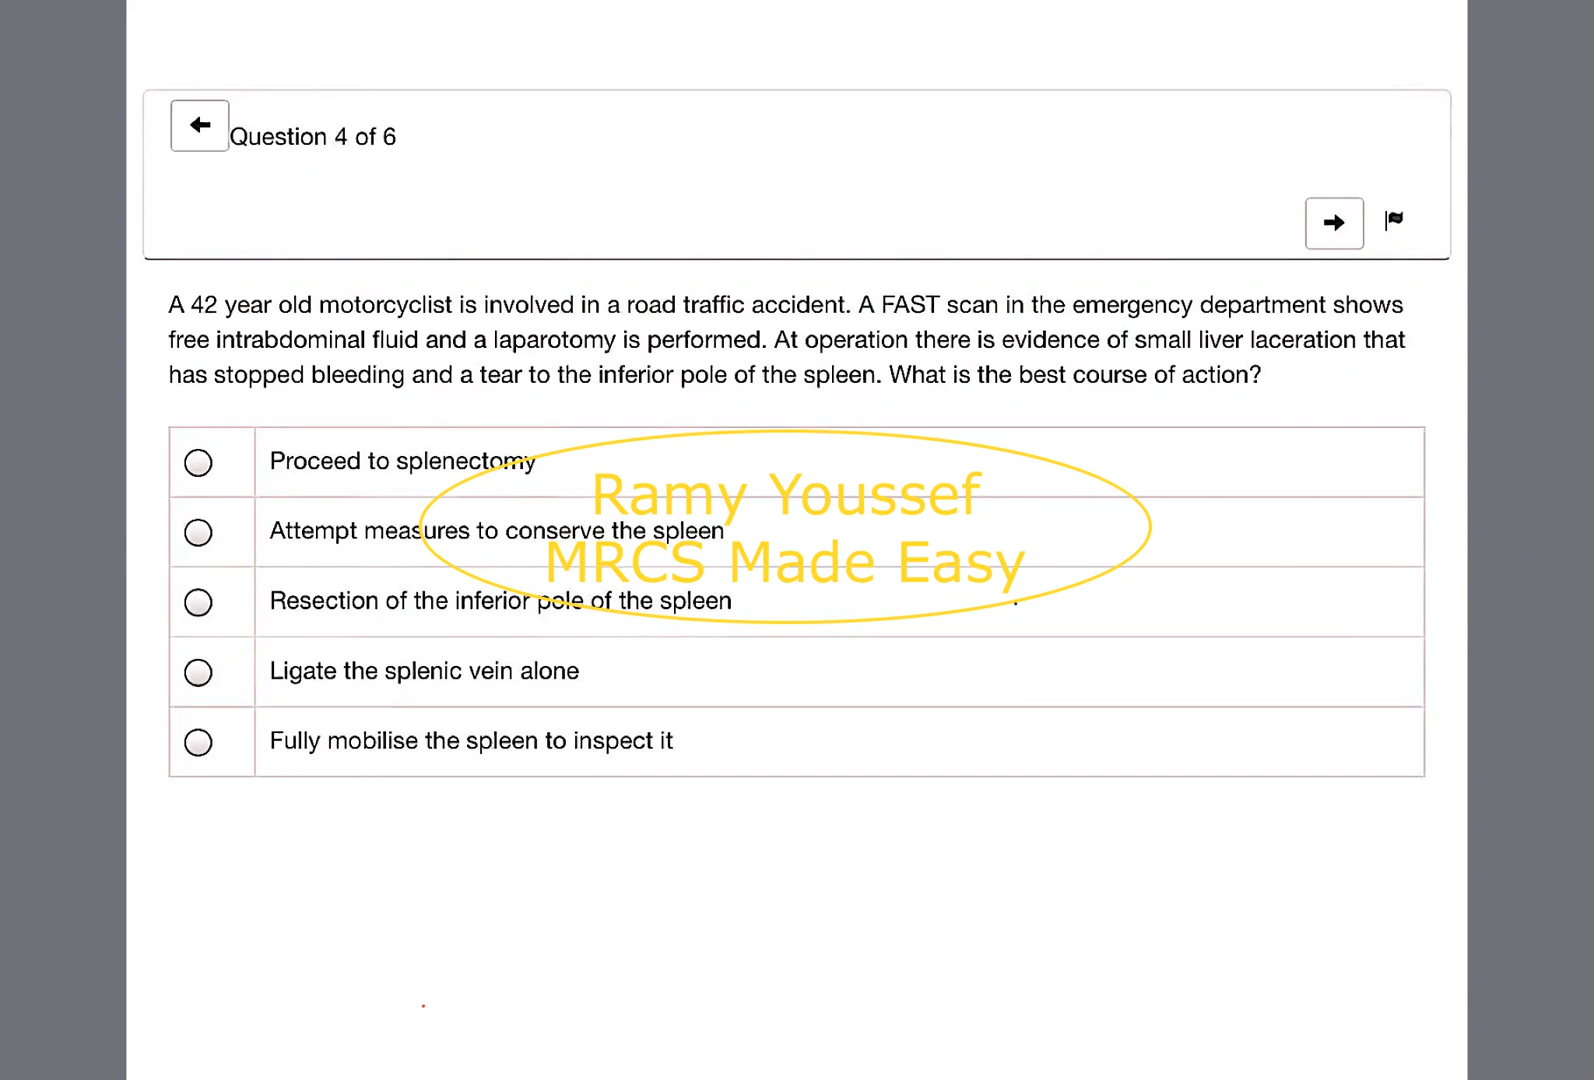 Question 4 of 6
A 42 year old motorcyclist is involved in a road traffic accident. A FAST scan in the emergency department shows
free intrabdominal fluid and a laparotomy is performed. At operation there is evidence of small liver laceration that
has stopped bleeding and a tear to the inferior pole of the spleen. What is the best course of action?
Proceed to splenectomy
Ramy Youssef
Attempt measures to conserve the spleen
MRCS Made Easy
Resection of the inferior pole of the spleen
Ligate the splenic vein alone
Fully mobilise the spleen to inspect it